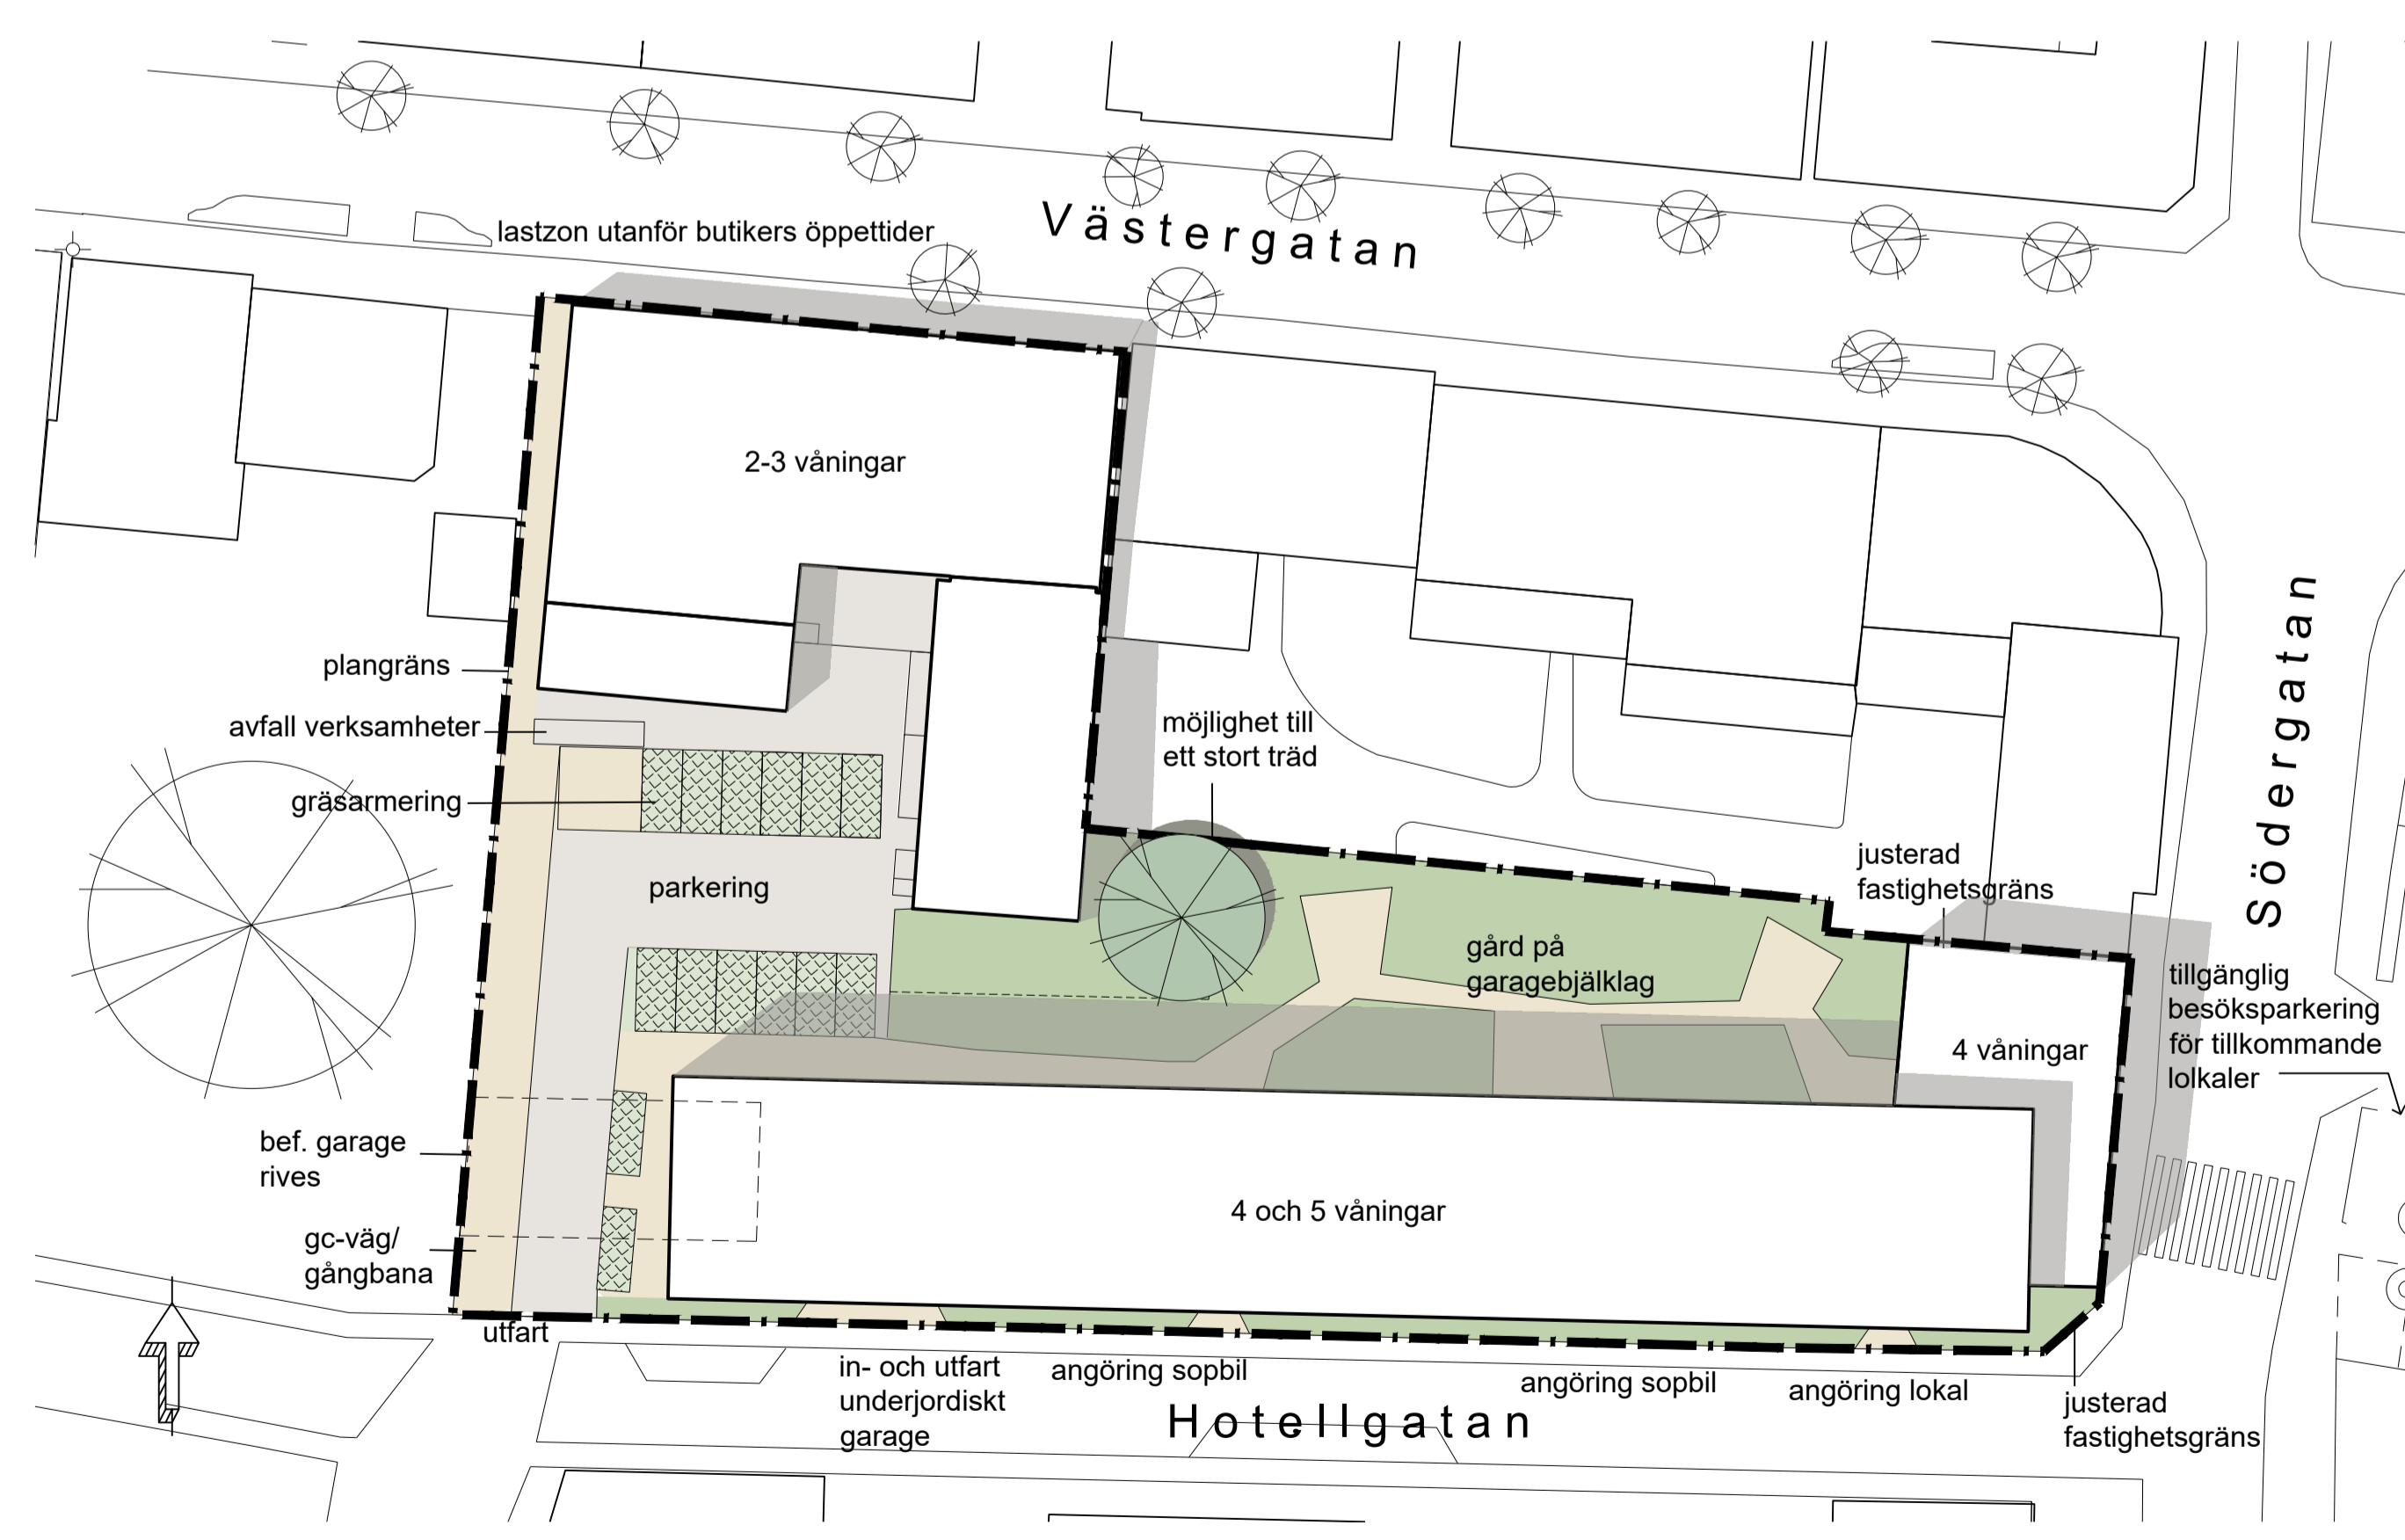 Västergatan
lastzon utanför butikers öppettider
2-3 våningar
Södergatan
plangräns
avfall verksamheter
gräsarmering
möjlighet till
ett stort träd
parkering
justerad
fastighetsgräns
gård på
garagebjälklag
tillgänglig
besöksparkering
för tillkommande
lolkaler
4 våningar
bef. garage
rives
4 och 5 våningar
gc-väg/
gångbana
utfart
in- och utfart
underjordiskt
garage
angöring sopbil
angöring sopbil
angöring lokal
justerad
fastighetsgräns
Hotellgatan